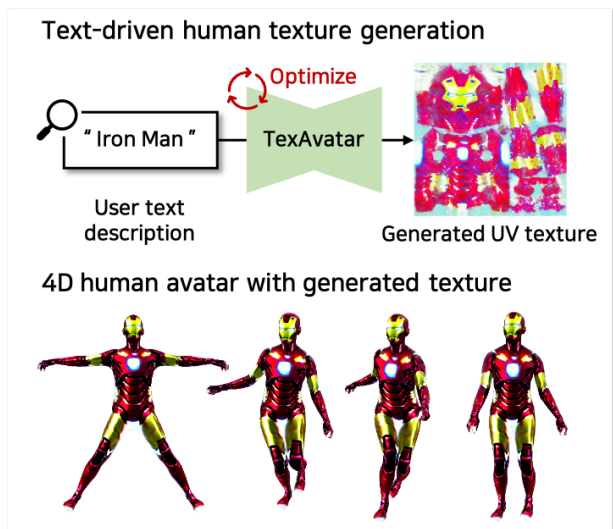 Text-driven human texture generation
Optimize
“ Iron Man ”
TexAvatar
User text
description
Generated UV texture
4D human avatar with generated texture